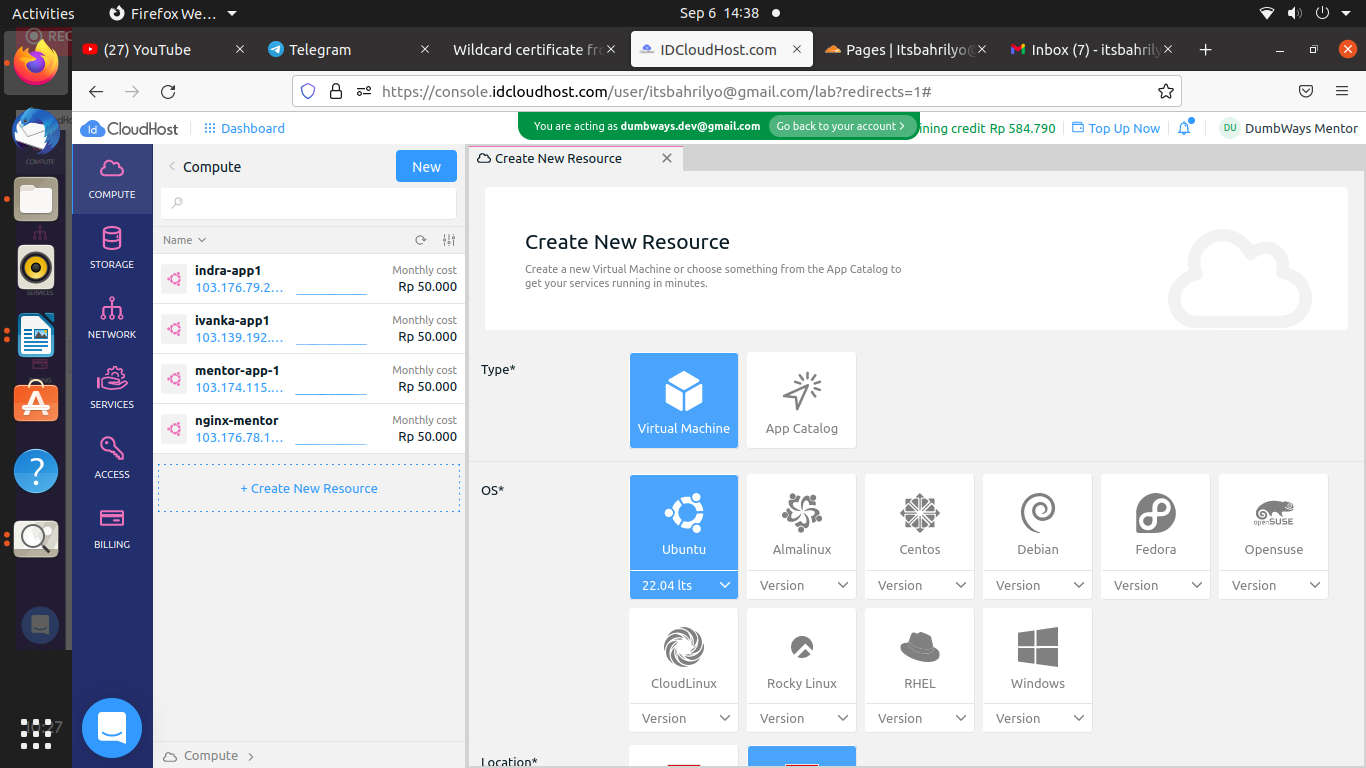 Activities
Firefox We…
Sep 6 14:38
REC
(27) YouTube
Telegram
Wildcard certificate fro
IDCloudHost.com
Pages | Itsbahrilyo@
Inbox (7) - itsbahrily
https://console.idcloudhost.com/user/itsbahrilyo@gmail.com/lab?redirects=1#
Id CloudHost
Dashboard
You are acting as dumbways.dev@gmail.com
Go back to your account >
ining credit Rp 584.790
Top Up Now
DU
DumbWays Mentor
COMPUTE
STORAGE
NETWORK
SERVICES
ACCESS
BILLING
Compute
New
Name
indra-app1
Monthly cost
103.176.79.2…
Rp 50.000
ivanka-app1
Monthly cost
103.139.192.…
Rp 50.000
mentor-app-1
Monthly cost
103.174.115.…
Rp 50.000
nginx-mentor
Monthly cost
103.176.78.1…
Rp 50.000
+ Create New Resource
Compute
Create New Resource
Create New Resource
Create a new Virtual Machine or choose something from the App Catalog to
get your services running in minutes.
Type*
Virtual Machine
App Catalog
OS*
Ubuntu
22.04 lts
Almalinux
Version
Centos
Version
Debian
Version
Fedora
Version
openSUSE
Opensuse
Version
CloudLinux
Version
Rocky Linux
Version
RHEL
Version
Windows
Version
Location*
10:27